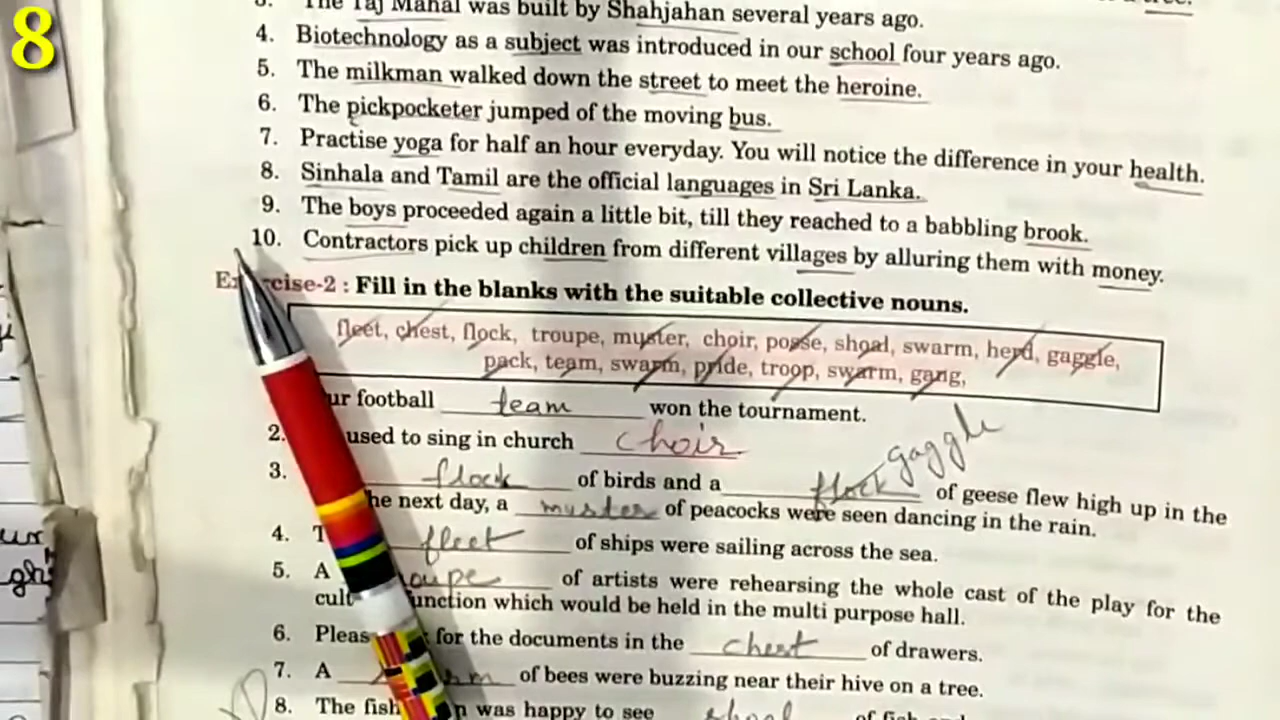 8
3. The Taj Mahal was built by Shahjahan several years ago.
4. Biotechnology as a subject was introduced in our school four years ago.
5. The milkman walked down the street to meet the heroine.
6. The pickpocketer jumped of the moving bus.
7. Practise yoga for half an hour everyday. You will notice the difference in your health.
8. Sinhala and Tamil are the official languages in Sri Lanka.
9. The boys proceeded again a little bit, till they reached to a babbling brook.
10. Contractors pick up children from different villages by alluring them with money.
Exercise-2 : Fill in the blanks with the suitable collective nouns.
fleet, chest, flock, troupe, muster, choir, posse, shoal, swarm, herd, gaggle,
pack, team, swarm, pride, troop, swarm, gang,
ur football team won the tournament.
2. used to sing in church choir
gaggle
3. flock of birds and a flock of geese flew high up in the
he next day, a muster of peacocks were seen dancing in the rain.
4. T fleet of ships were sailing across the sea.
5. A oupe of artists were rehearsing the whole cast of the play for the
cult unction which would be held in the multi purpose hall.
6. Pleas for the documents in the chest of drawers.
7. A of bees were buzzing near their hive on a tree.
8. The fish was happy to see shoal of fish